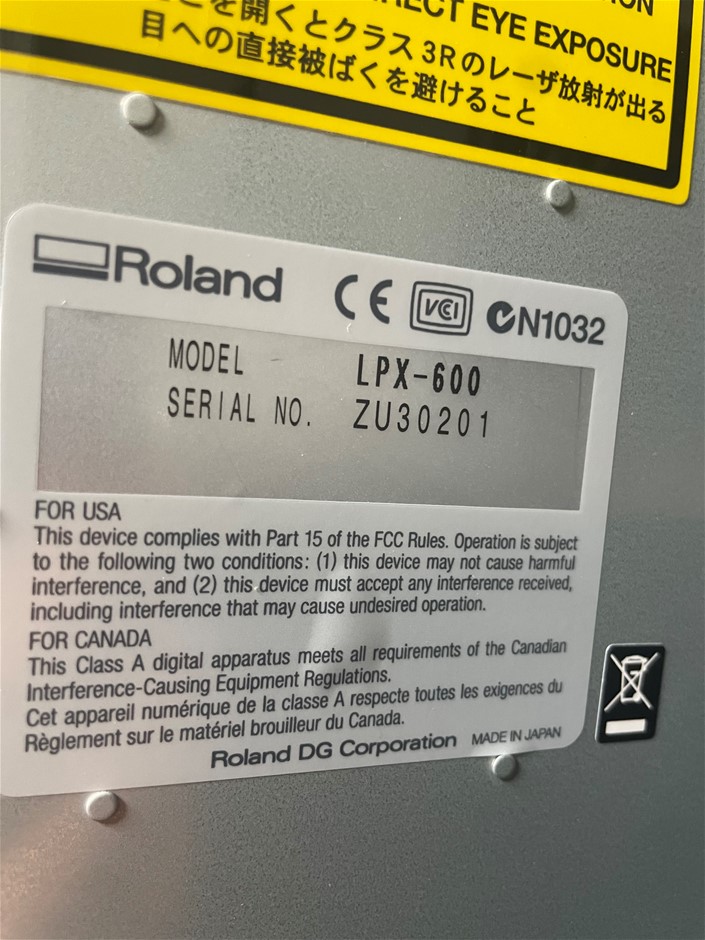 RECT EYE EXPOSURE
を開くとクラス3Rのレーザ放射が出る
目への直接被ばくを避けること
Roland CE VCI N1032
MODEL LPX-600
SERIAL NO. ZU30201
FOR USA
This device complies with Part 15 of the FCC Rules. Operation is subject
to the following two conditions: (1) this device may not cause harmful
interference, and (2) this device must accept any interference received,
including interference that may cause undesired operation.
FOR CANADA
This Class A digital apparatus meets all requirements of the Canadian
Interference-Causing Equipment Regulations.
Cet appareil numérique de la classe A respecte toutes les exigences du
Règlement sur le matériel brouilleur du Canada.
Roland DG Corporation MADE IN JAPAN